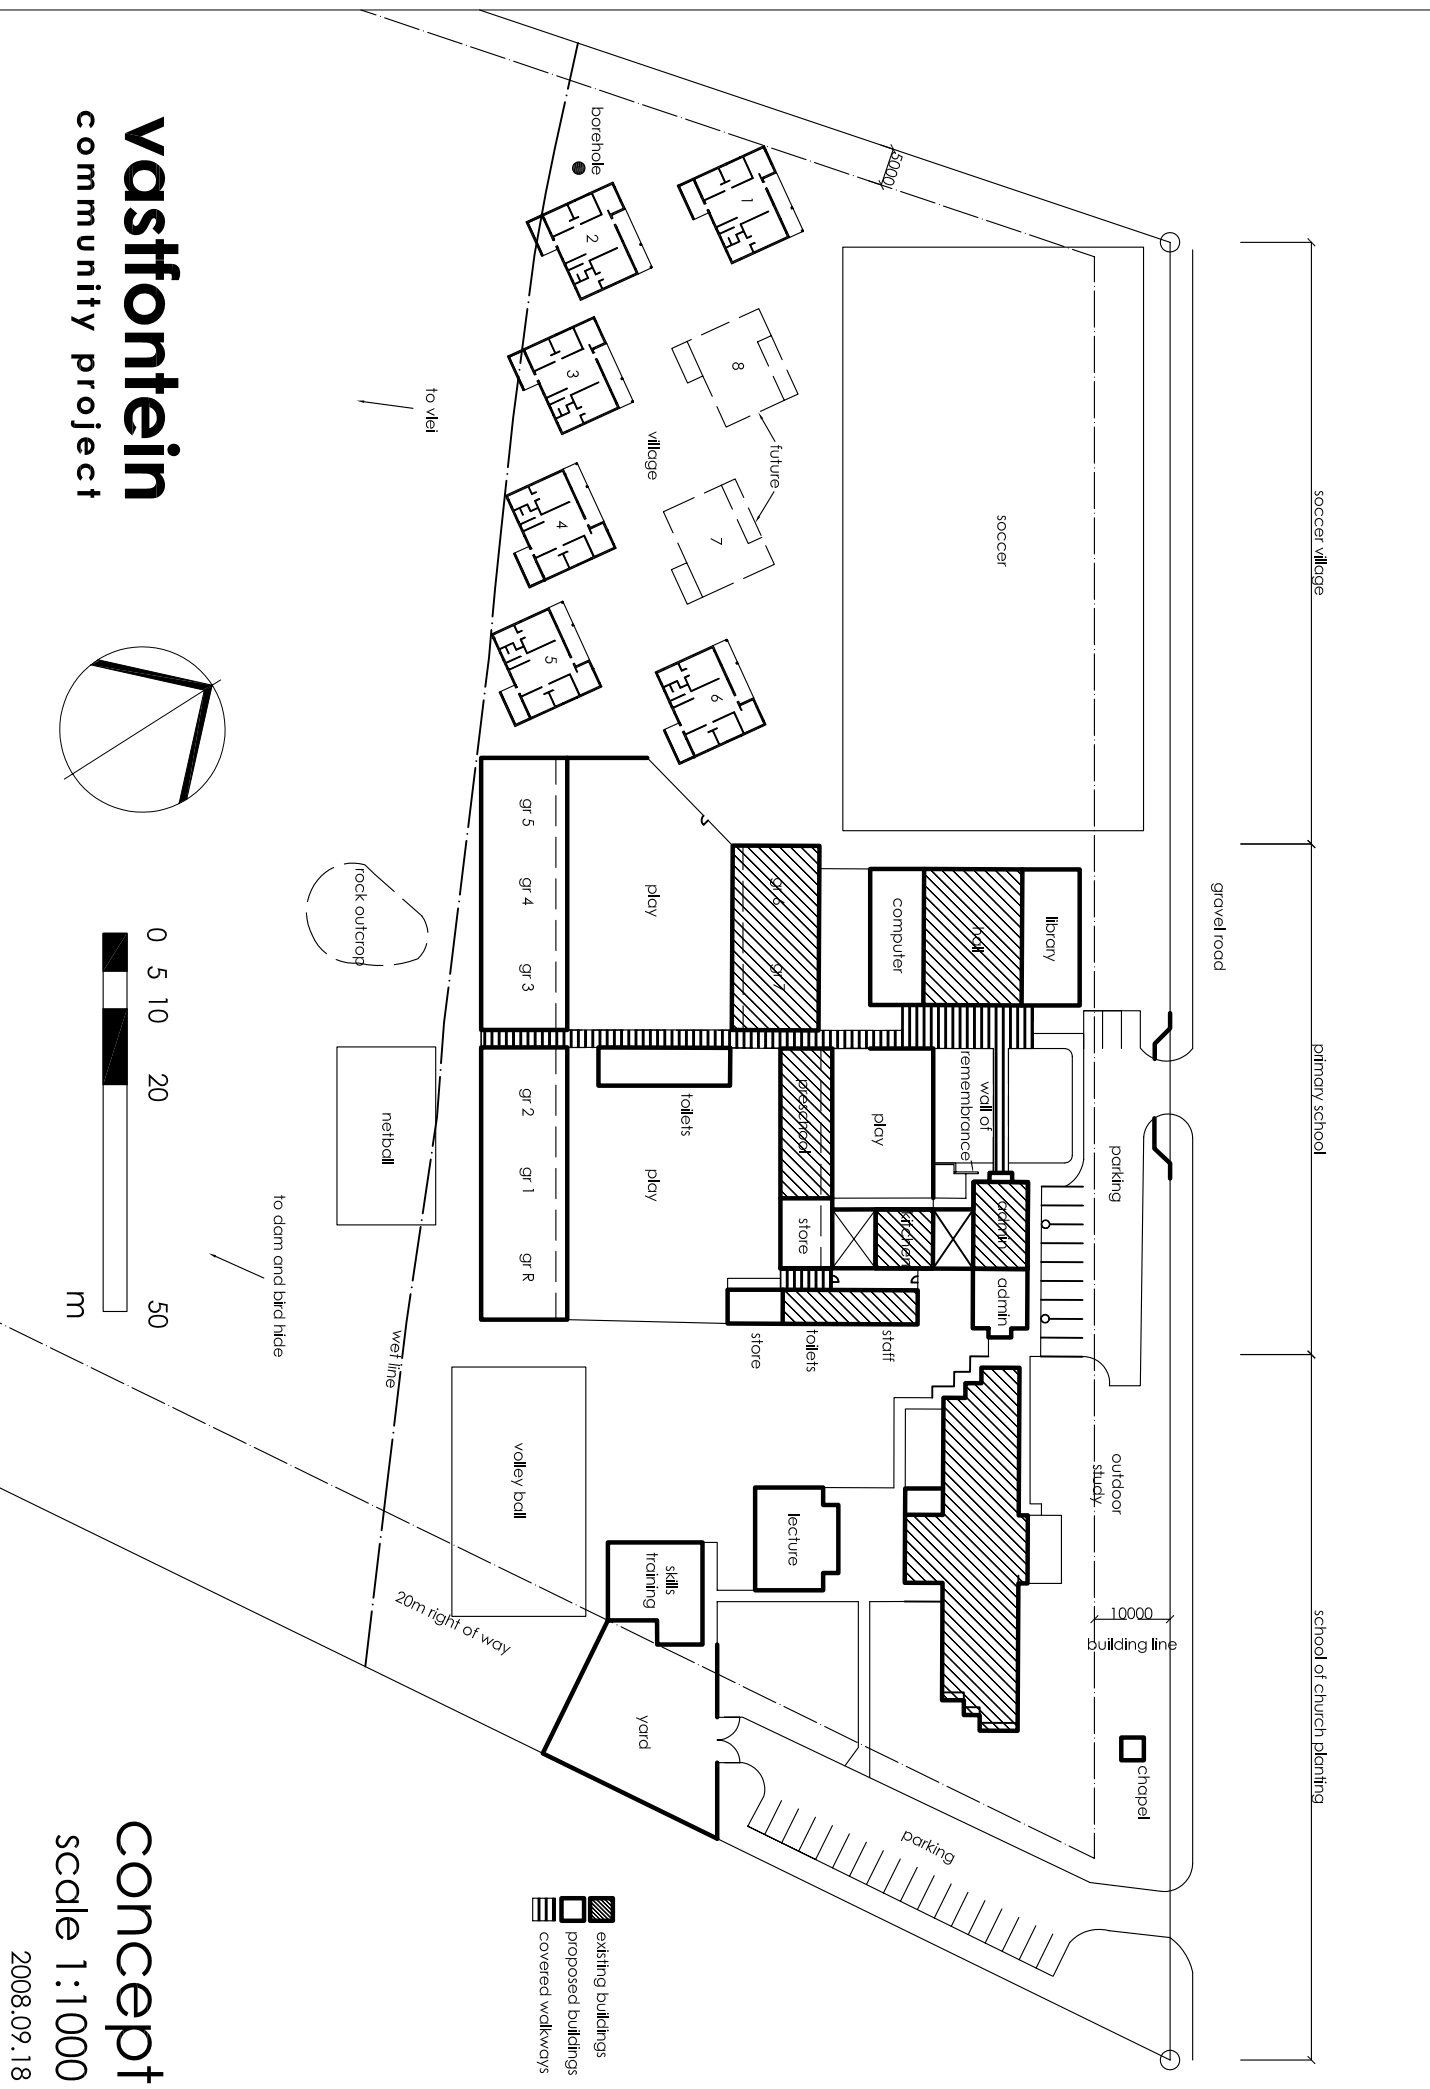 soccer village
primary school
school of church planting
gravel road
5000
soccer
library
hall
computer
parking
outdoor
study
10000
building line
chapel
wall of
remembrance
admin
admin
play
kitchen
gr 6
gr 7
preschool
store
staff
toilets
store
lecture
parking
borehole
1
2
3
4
5
6
7
8
future
village
play
toilets
play
skills
training
yard
gr 5
gr 4
gr 3
gr 2
gr 1
gr R
volley ball
20m right of way
to vlei
rock outcrop
netball
wet line
to dam and bird hide
existing buildings
proposed buildings
covered walkways
vastfontein
community project
0 5 10 20 50
m
concept
scale 1:1000
2008.09.18